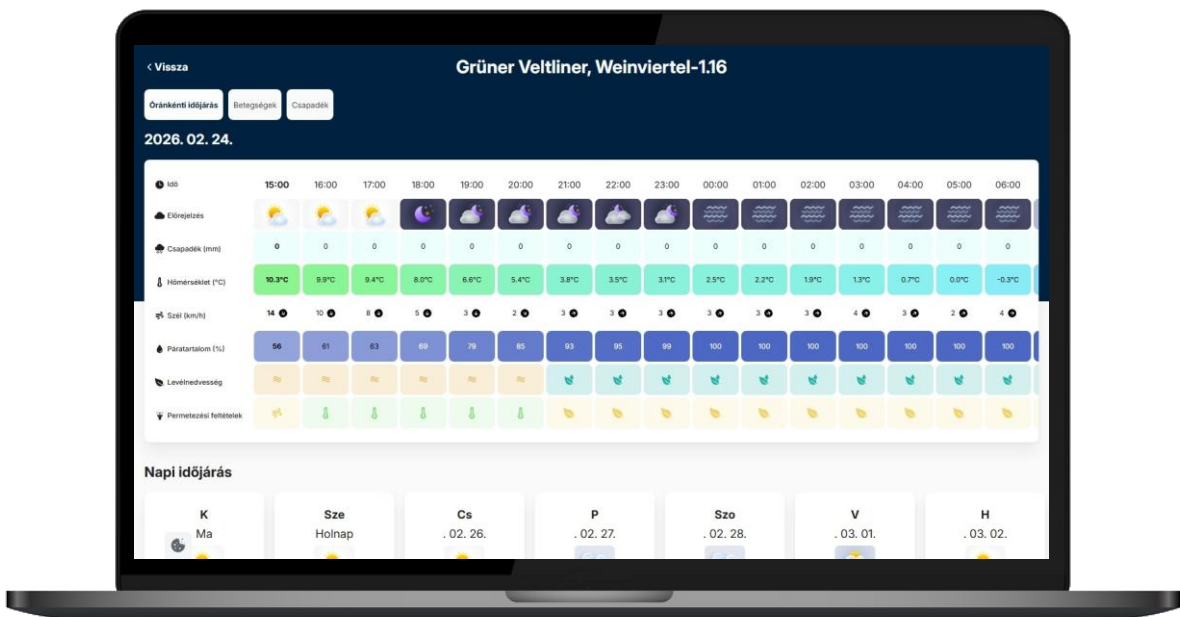 < Vissza
Grüner Veltliner, Weinviertel-1.16
Óránkénti időjárás Betegségek Csapadék
2026. 02. 24.
Idő 15:00 16:00 17:00 18:00 19:00 20:00 21:00 22:00 23:00 00:00 01:00 02:00 03:00 04:00 05:00 06:00
Előrejelzés
Csapadék (mm) 0 0 0 0 0 0 0 0 0 0 0 0 0 0 0 0
Hőmérséklet (°C) 10.3°C 9.9°C 9.4°C 8.0°C 6.6°C 5.4°C 3.8°C 3.5°C 3.1°C 2.5°C 2.2°C 1.9°C 1.3°C 0.7°C 0.0°C -0.3°C
Szél (km/h) 14 10 8 5 3 2 3 3 3 3 3 3 4 3 2 4
Páratartalom (%) 56 61 63 69 79 85 93 95 99 100 100 100 100 100 100 100
Levélnedvesség
Permetezési feltételek
Napi időjárás
K Sze Cs P Szo V H
Ma Holnap . 02. 26. . 02. 27. . 02. 28. . 03. 01. . 03. 02.